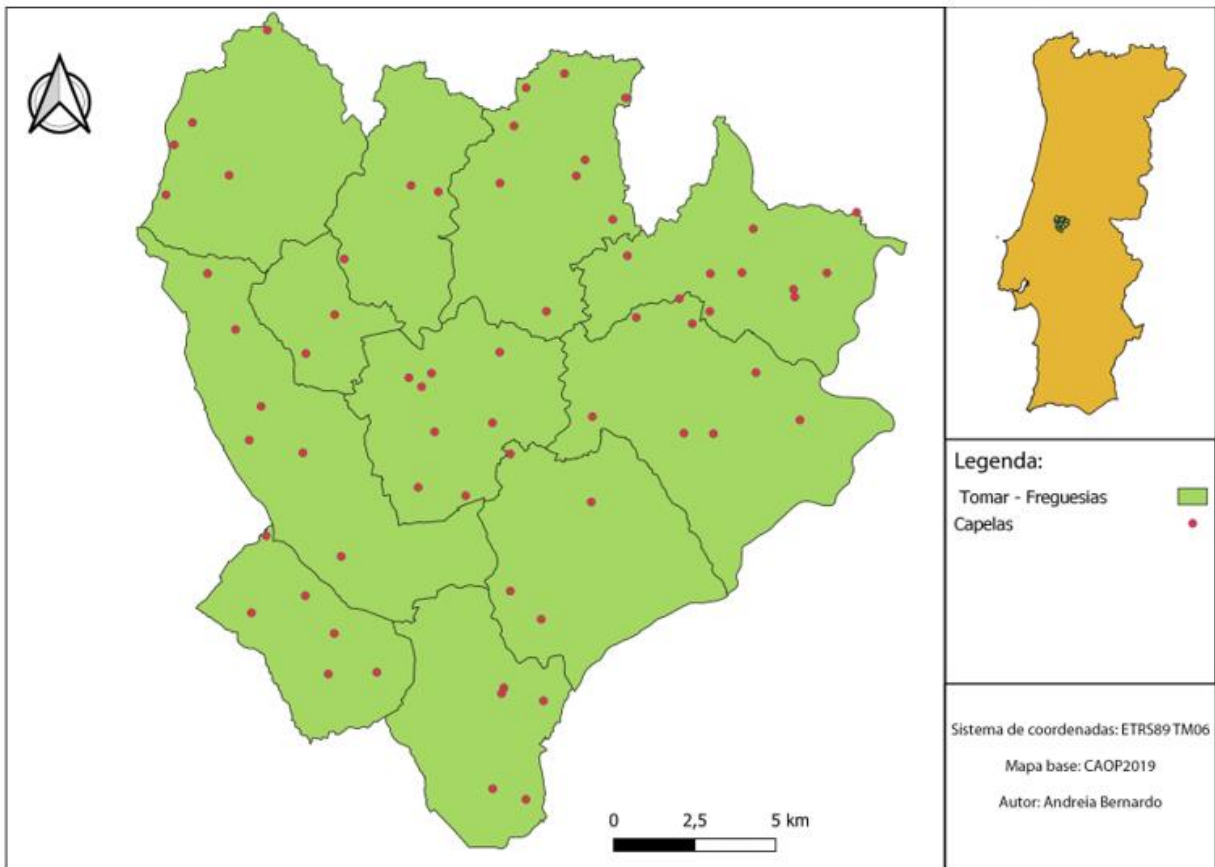 Legenda:
Tomar - Freguesias
Capelas
Sistema de coordenadas: ETRS89 TM06
Mapa base: CAOP2019
Autor: Andreia Bernardo
0 2,5 5 km